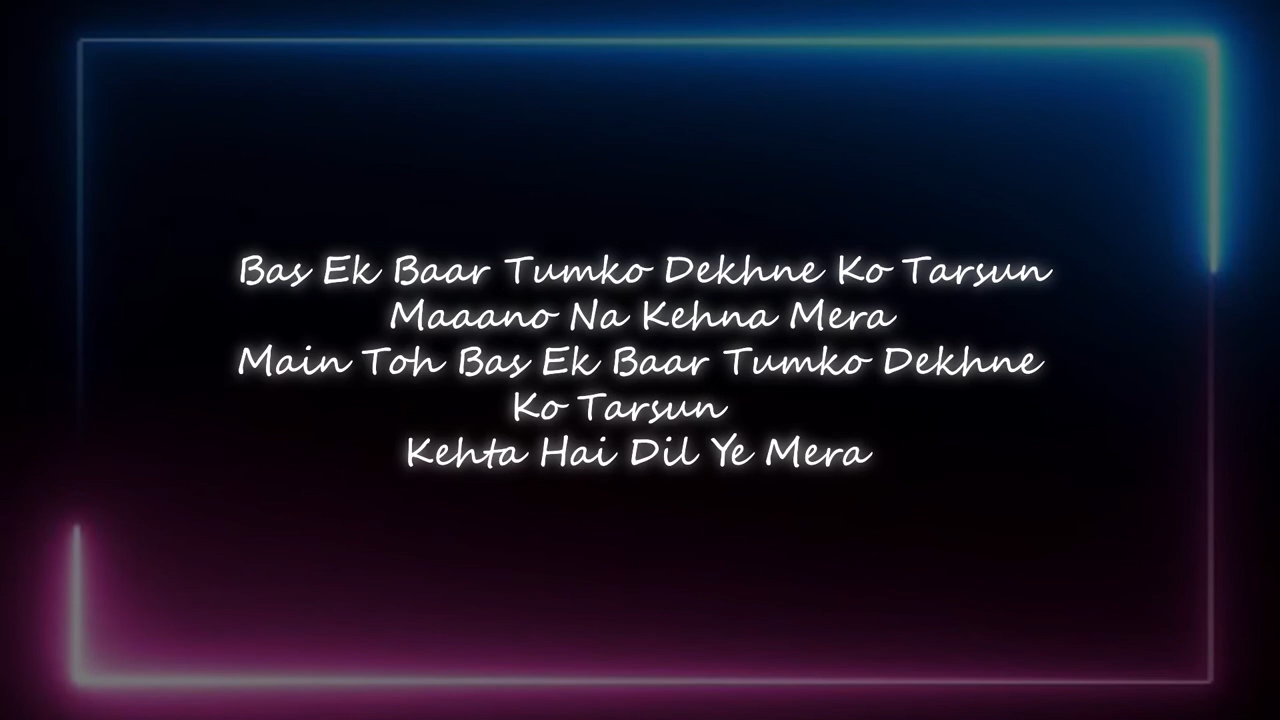 Bas Ek Baar Tumko Dekhne Ko Tarsun
Maaano Na Kehna Mera
Main Toh Bas Ek Baar Tumko Dekhne
Ko Tarsun
Kehta Hai Dil Ye Mera